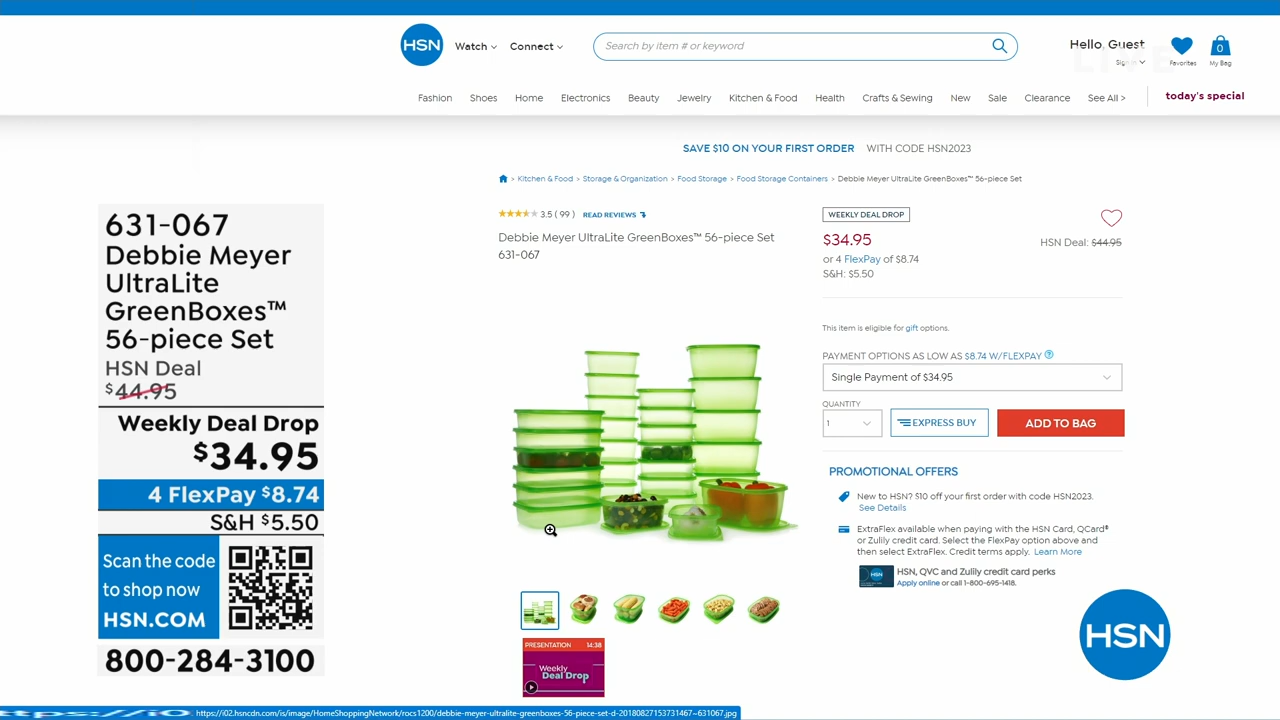 HSN
Watch
Connect
Search by item # or keyword
Hello, Guest
LIVE
Favorites
0
My Bag
Fashion
Shoes
Home
Electronics
Beauty
Jewelry
Kitchen & Food
Health
Crafts & Sewing
New
Sale
Clearance
See All >
today's special
SAVE $10 ON YOUR FIRST ORDER WITH CODE HSN2023
> Kitchen & Food > Storage & Organization > Food Storage > Food Storage Containers > Debbie Meyer UltraLite GreenBoxes™ 56-piece Set
631-067
Debbie Meyer
UltraLite
GreenBoxes™
56-piece Set
HSN Deal
$44.95
Weekly Deal Drop
$34.95
4 FlexPay $8.74
S&H $5.50
Scan the code
to shop now
HSN.COM
800-284-3100
3.5 ( 99 ) READ REVIEWS
Debbie Meyer UltraLite GreenBoxes™ 56-piece Set
631-067
PRESENTATION 14:38
Weekly
Deal Drop
WEEKLY DEAL DROP
$34.95
HSN Deal: $44.95
or 4 FlexPay of $8.74
S&H: $5.50
This item is eligible for gift options.
PAYMENT OPTIONS AS LOW AS $8.74 W/FLEXPAY ?
Single Payment of $34.95
QUANTITY
1
EXPRESS BUY
ADD TO BAG
PROMOTIONAL OFFERS
New to HSN? $10 off your first order with code HSN2023.
See Details
ExtraFlex available when paying with the HSN Card, QCard®
or Zulily credit card. Select the FlexPay option above and
then select ExtraFlex. Credit terms apply. Learn More
HSN
HSN, QVC and Zulily credit card perks
Apply online or call 1-800-695-1418.
HSN
https://i02.hsncdn.com/is/image/HomeShoppingNetwork/rocs1200/debbie-meyer-ultralite-greenboxes-56-piece-set-d-20180827153731467~631067.jpg